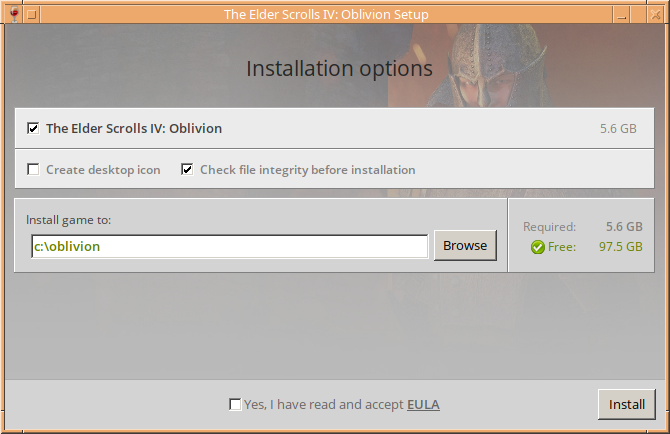 The Elder Scrolls IV: Oblivion Setup
Installation options
The Elder Scrolls IV: Oblivion 5.6 GB
Create desktop icon Check file integrity before installation
Install game to:
c:\oblivion Browse
Required: 5.6 GB
Free: 97.5 GB
Yes, I have read and accept EULA Install